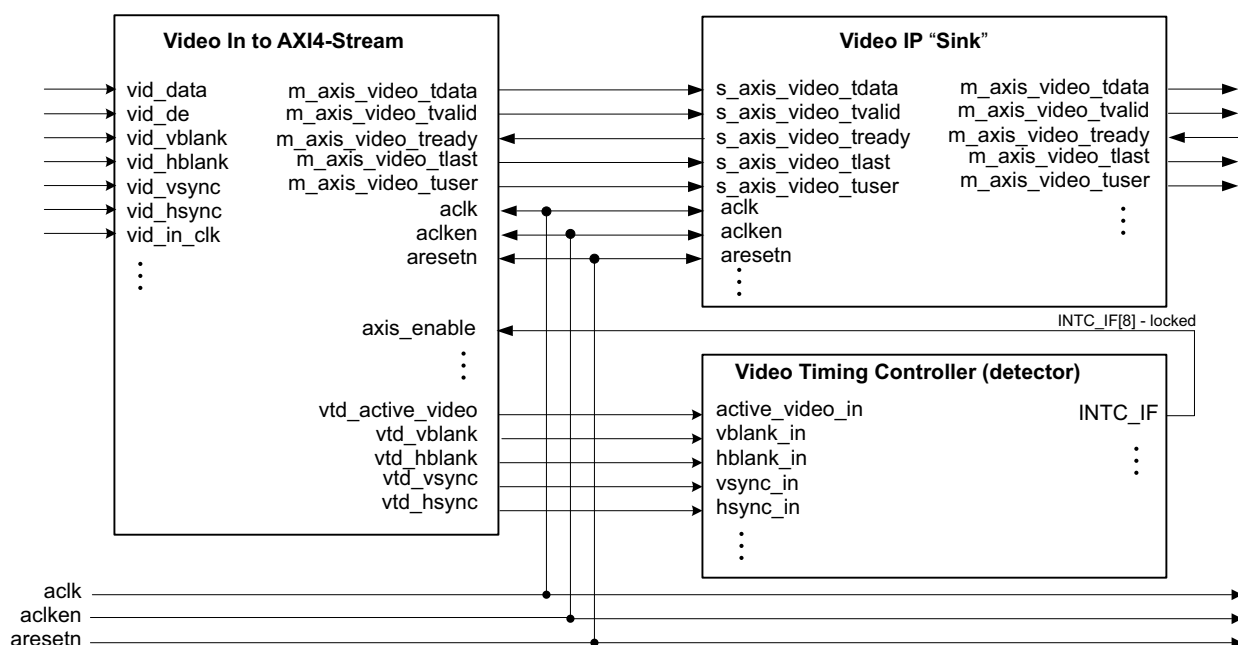 Video In to AXI4-Stream
vid_data
vid_de
vid_vblank
vid_hblank
vid_vsync
vid_hsync
vid_in_clk
m_axis_video_tdata
m_axis_video_tvalid
m_axis_video_tready
m_axis_video_tlast
m_axis_video_tuser
aclk
aclken
aresetn
axis_enable
vtd_active_video
vtd_vblank
vtd_hblank
vtd_vsync
vtd_hsync
Video IP “Sink”
s_axis_video_tdata
s_axis_video_tvalid
s_axis_video_tready
s_axis_video_tlast
s_axis_video_tuser
aclk
aclken
aresetn
m_axis_video_tdata
m_axis_video_tvalid
m_axis_video_tready
m_axis_video_tlast
m_axis_video_tuser
INTC_IF[8] - locked
Video Timing Controller (detector)
active_video_in
vblank_in
hblank_in
vsync_in
hsync_in
INTC_IF
aclk
aclken
aresetn